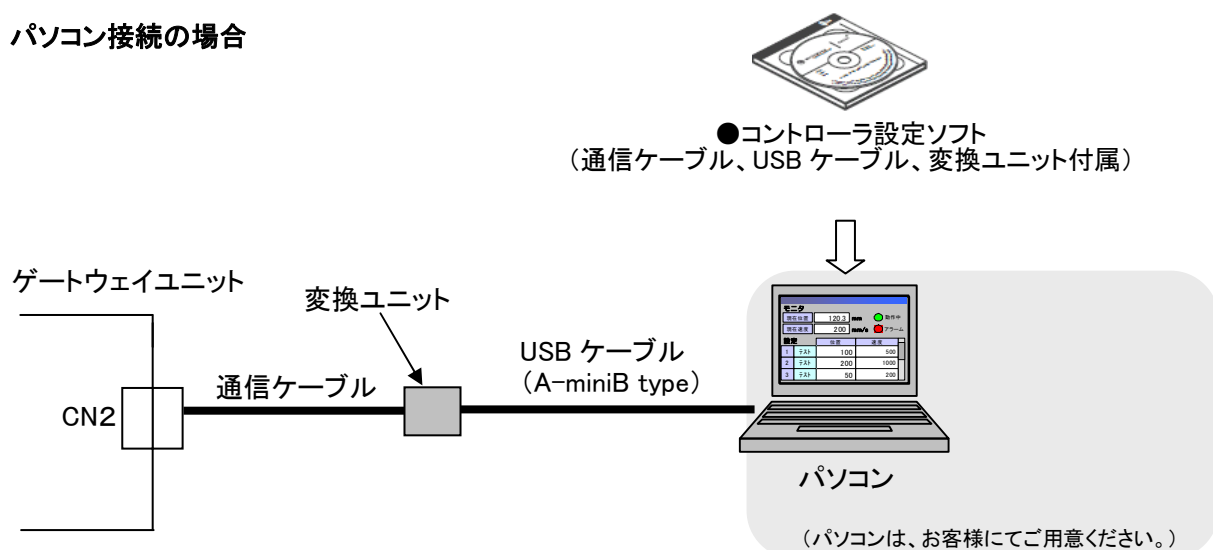 パソコン接続の場合
●コントローラ設定ソフト
（通信ケーブル、USB ケーブル、変換ユニット付属）
ゲートウェイユニット
変換ユニット
USB ケーブル
（A-miniB type）
通信ケーブル
CN2
モニタ
現在位置 120.3 mm 動作中
現在速度 200 mm/s アラーム
設定 位置 速度
1 テスト 100 500
2 テスト 200 1000
3 テスト 50 200
パソコン
（パソコンは、お客様にてご用意ください。）